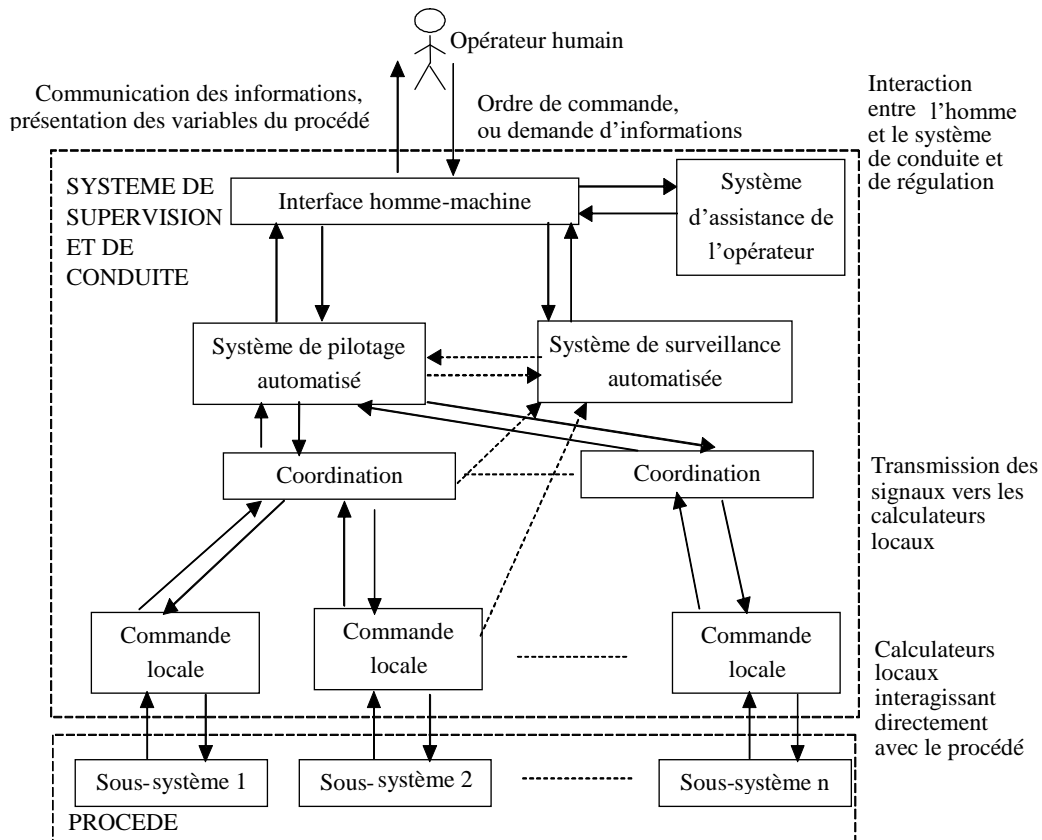 Opérateur humain
Communication des informations,
présentation des variables du procédé
Ordre de commande,
ou demande d’informations
Interaction
entre l’homme
et le système
de conduite et
de régulation
SYSTEME DE
SUPERVISION
ET DE
CONDUITE
Interface homme-machine
Système
d’assistance de
l’opérateur
Système de pilotage
automatisé
Système de surveillance
automatisée
Coordination
Coordination
Transmission des
signaux vers les
calculateurs
locaux
Commande
locale
Commande
locale
Commande
locale
Calculateurs
locaux
interagissant
directement
avec le procédé
Sous-système 1
Sous-système 2
Sous-système n
PROCEDE